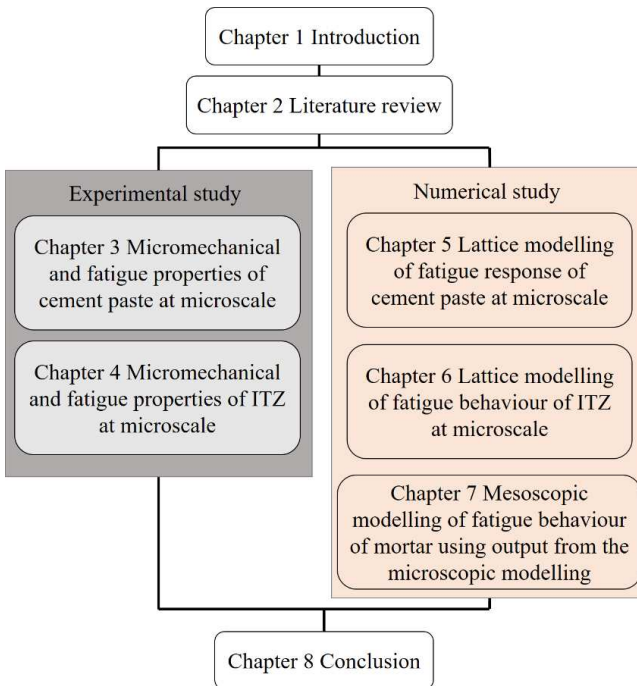 Chapter 1 Introduction
Chapter 2 Literature review
Experimental study
Chapter 3 Micromechanical
and fatigue properties of
cement paste at microscale
Chapter 4 Micromechanical
and fatigue properties of ITZ
at microscale
Numerical study
Chapter 5 Lattice modelling
of fatigue response of
cement paste at microscale
Chapter 6 Lattice modelling
of fatigue behaviour of ITZ
at microscale
Chapter 7 Mesoscopic
modelling of fatigue behaviour
of mortar using output from the
microscopic modelling
Chapter 8 Conclusion